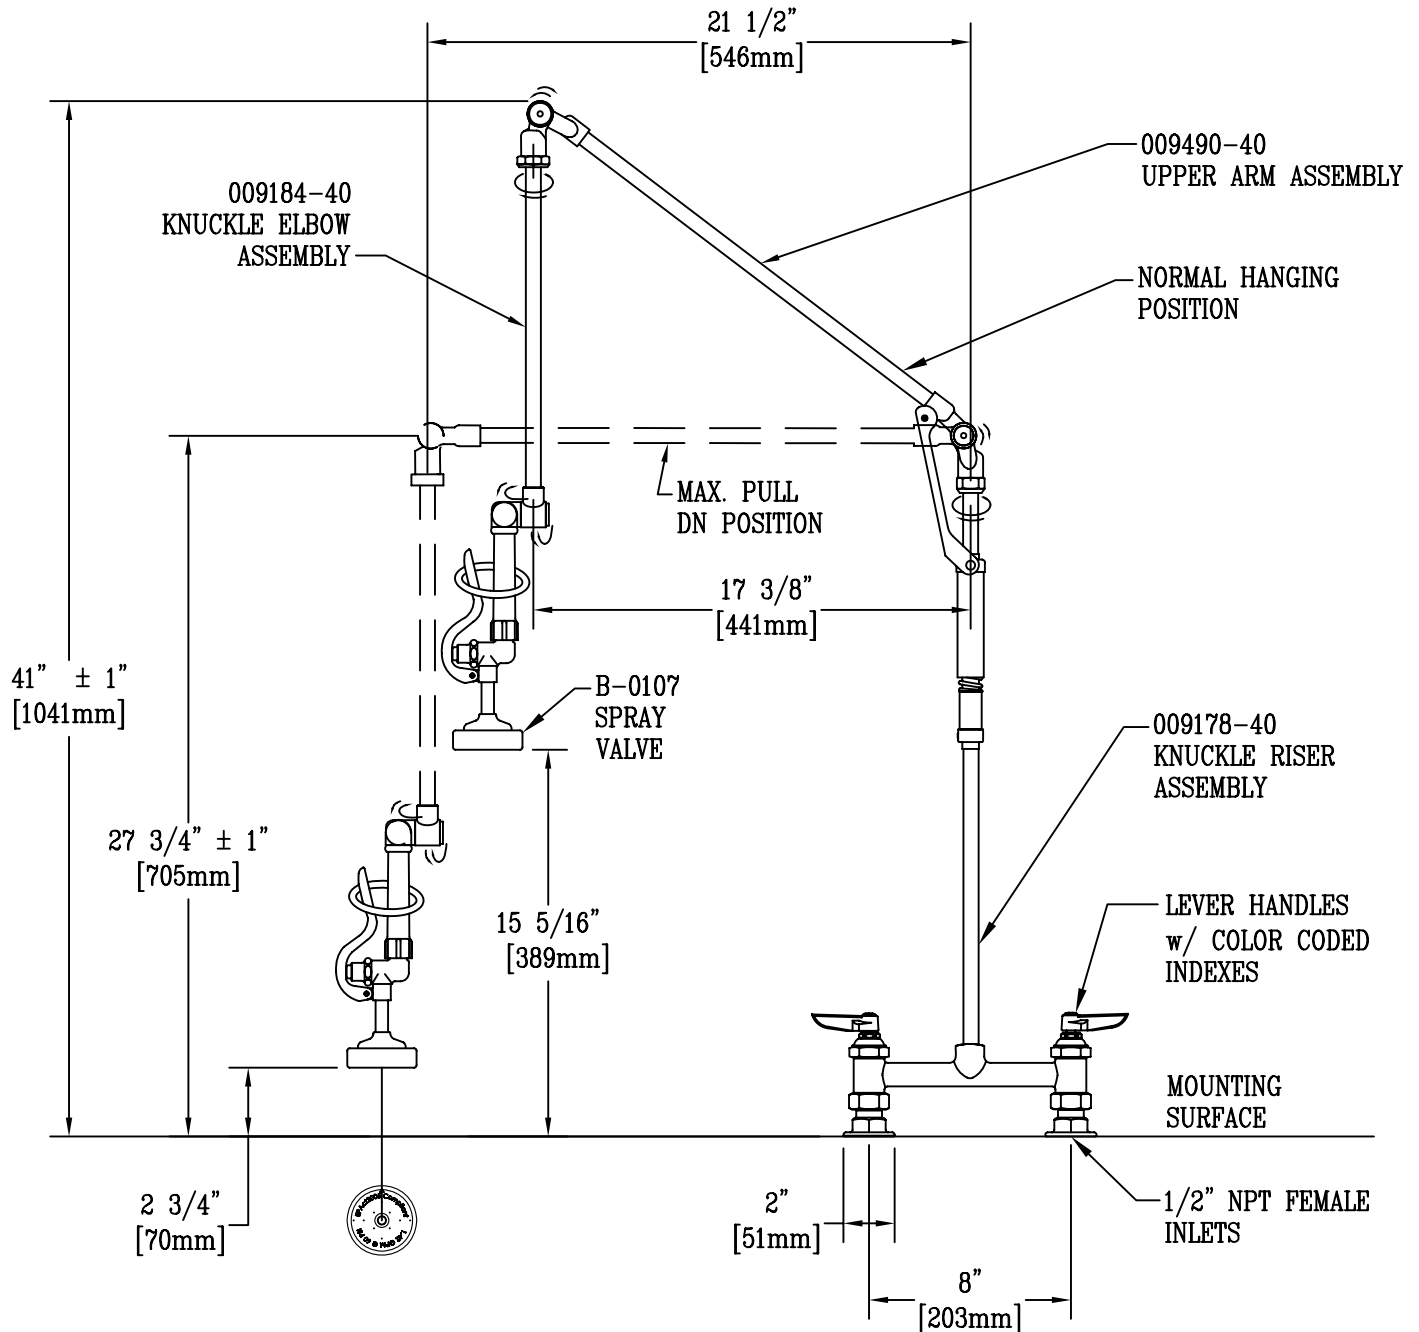 21 1/2"
[546mm]
009490-40
UPPER ARM ASSEMBLY
009184-40
KNUCKLE ELBOW
ASSEMBLY
NORMAL HANGING
POSITION
MAX. PULL
DN POSITION
17 3/8"
[441mm]
41" ± 1"
[1041mm]
B-0107
SPRAY
VALVE
009178-40
KNUCKLE RISER
ASSEMBLY
27 3/4" ± 1"
[705mm]
15 5/16"
[389mm]
LEVER HANDLES
w/ COLOR CODED
INDEXES
MOUNTING
SURFACE
2 3/4"
[70mm]
2"
[51mm]
1/2" NPT FEMALE
INLETS
8"
[203mm]